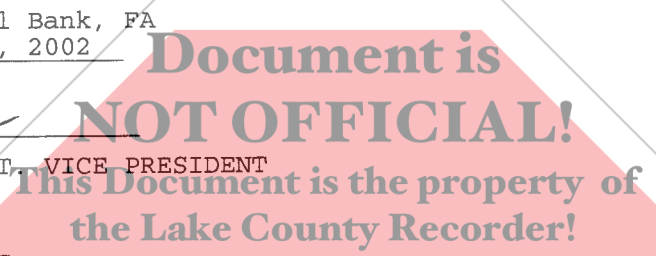 l Bank, FA
, 2002
Document is
NOT OFFICIAL!
T. VICE PRESIDENT
This Document is the property of
the Lake County Recorder!